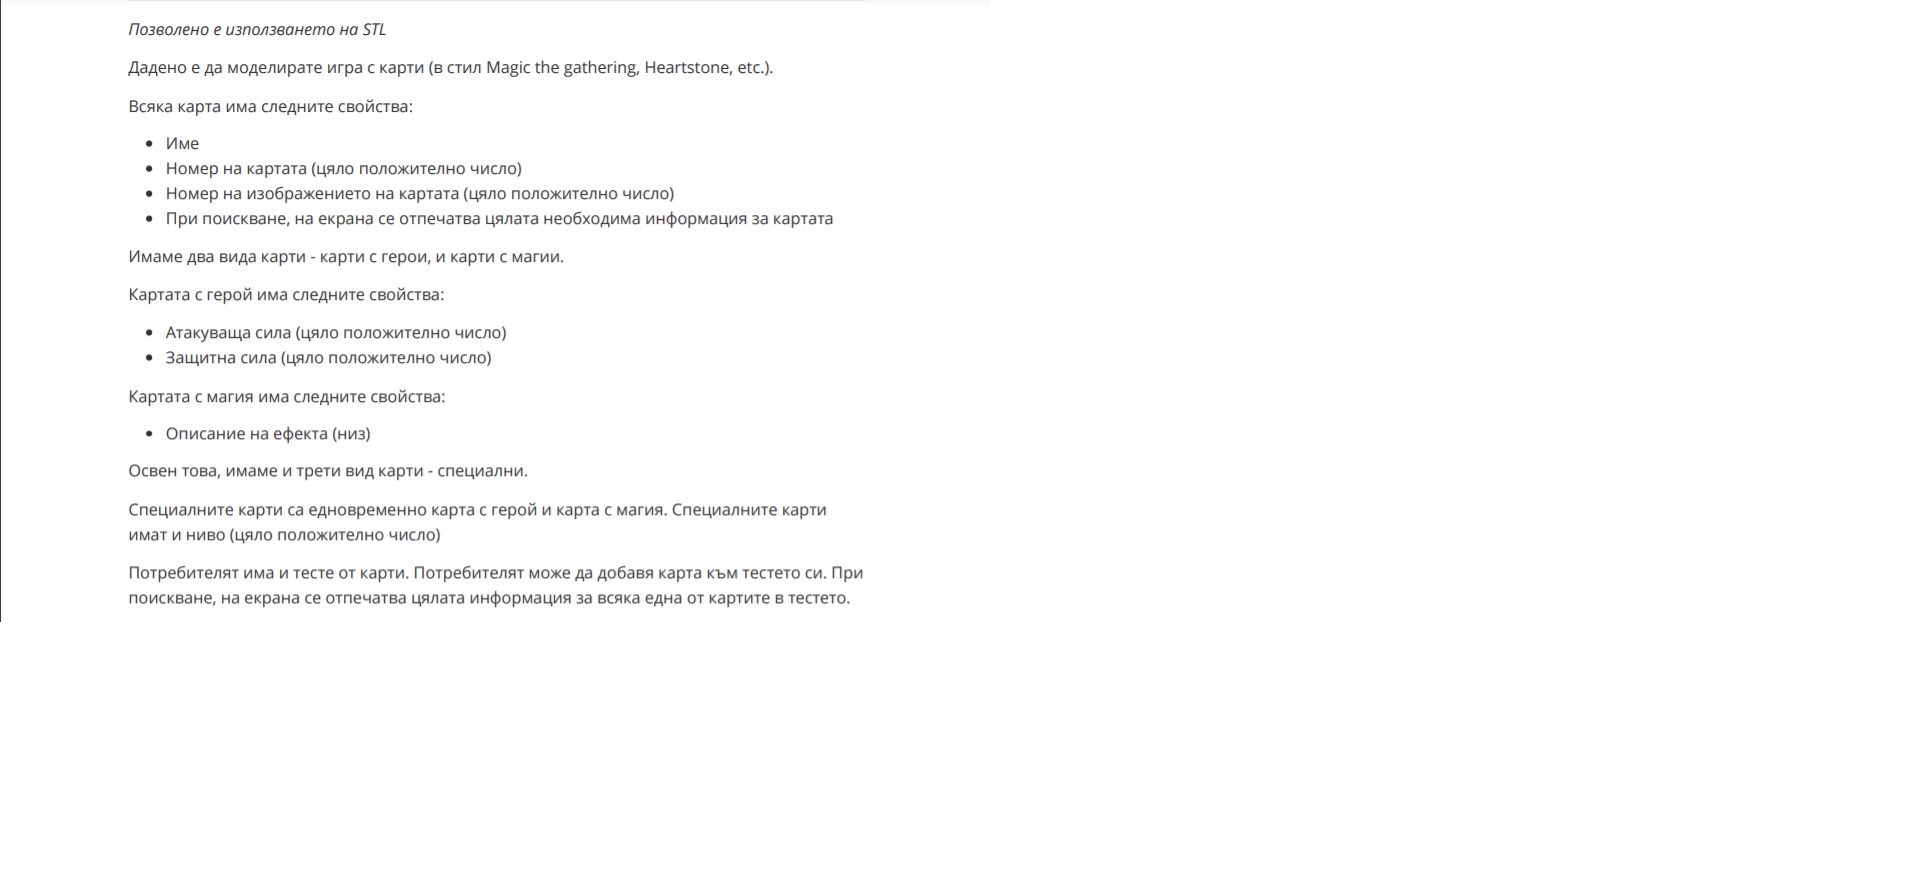 Позволено е използването на STL
Дадено е да моделирате игра с карти (в стил Magic the gathering, Heartstone, etc.).
Всяка карта има следните свойства:
• Име
• Номер на картата (цяло положително число)
• Номер на изображението на картата (цяло положително число)
• При поискване, на екрана се отпечатва цялата необходима информация за картата
Имаме два вида карти - карти с герои, и карти с магии.
Картата с герой има следните свойства:
• Атакуваща сила (цяло положително число)
• Защитна сила (цяло положително число)
Картата с магия има следните свойства:
• Описание на ефекта (низ)
Освен това, имаме и трети вид карти - специални.
Специалните карти са едновременно карта с герой и карта с магия. Специалните карти
имат и ниво (цяло положително число)
Потребителят има и тесте от карти. Потребителят може да добавя карта към тестето си. При
поискване, на екрана се отпечатва цялата информация за всяка една от картите в тестето.